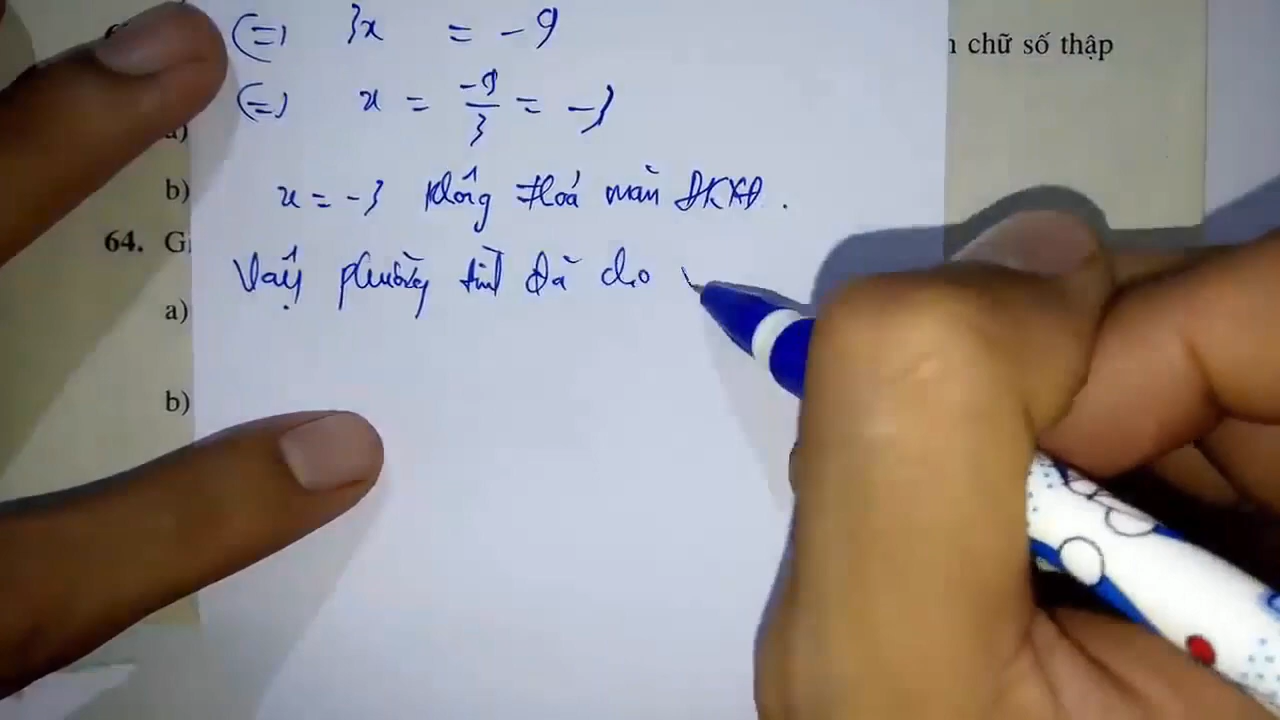 (=) 3x = -9
n chữ số thập
(=) x = -9/3 = -3
a)
b) x = -3 không thoả mãn ĐKXĐ.
64. G
Vậy phương trình đã cho
a)
b)